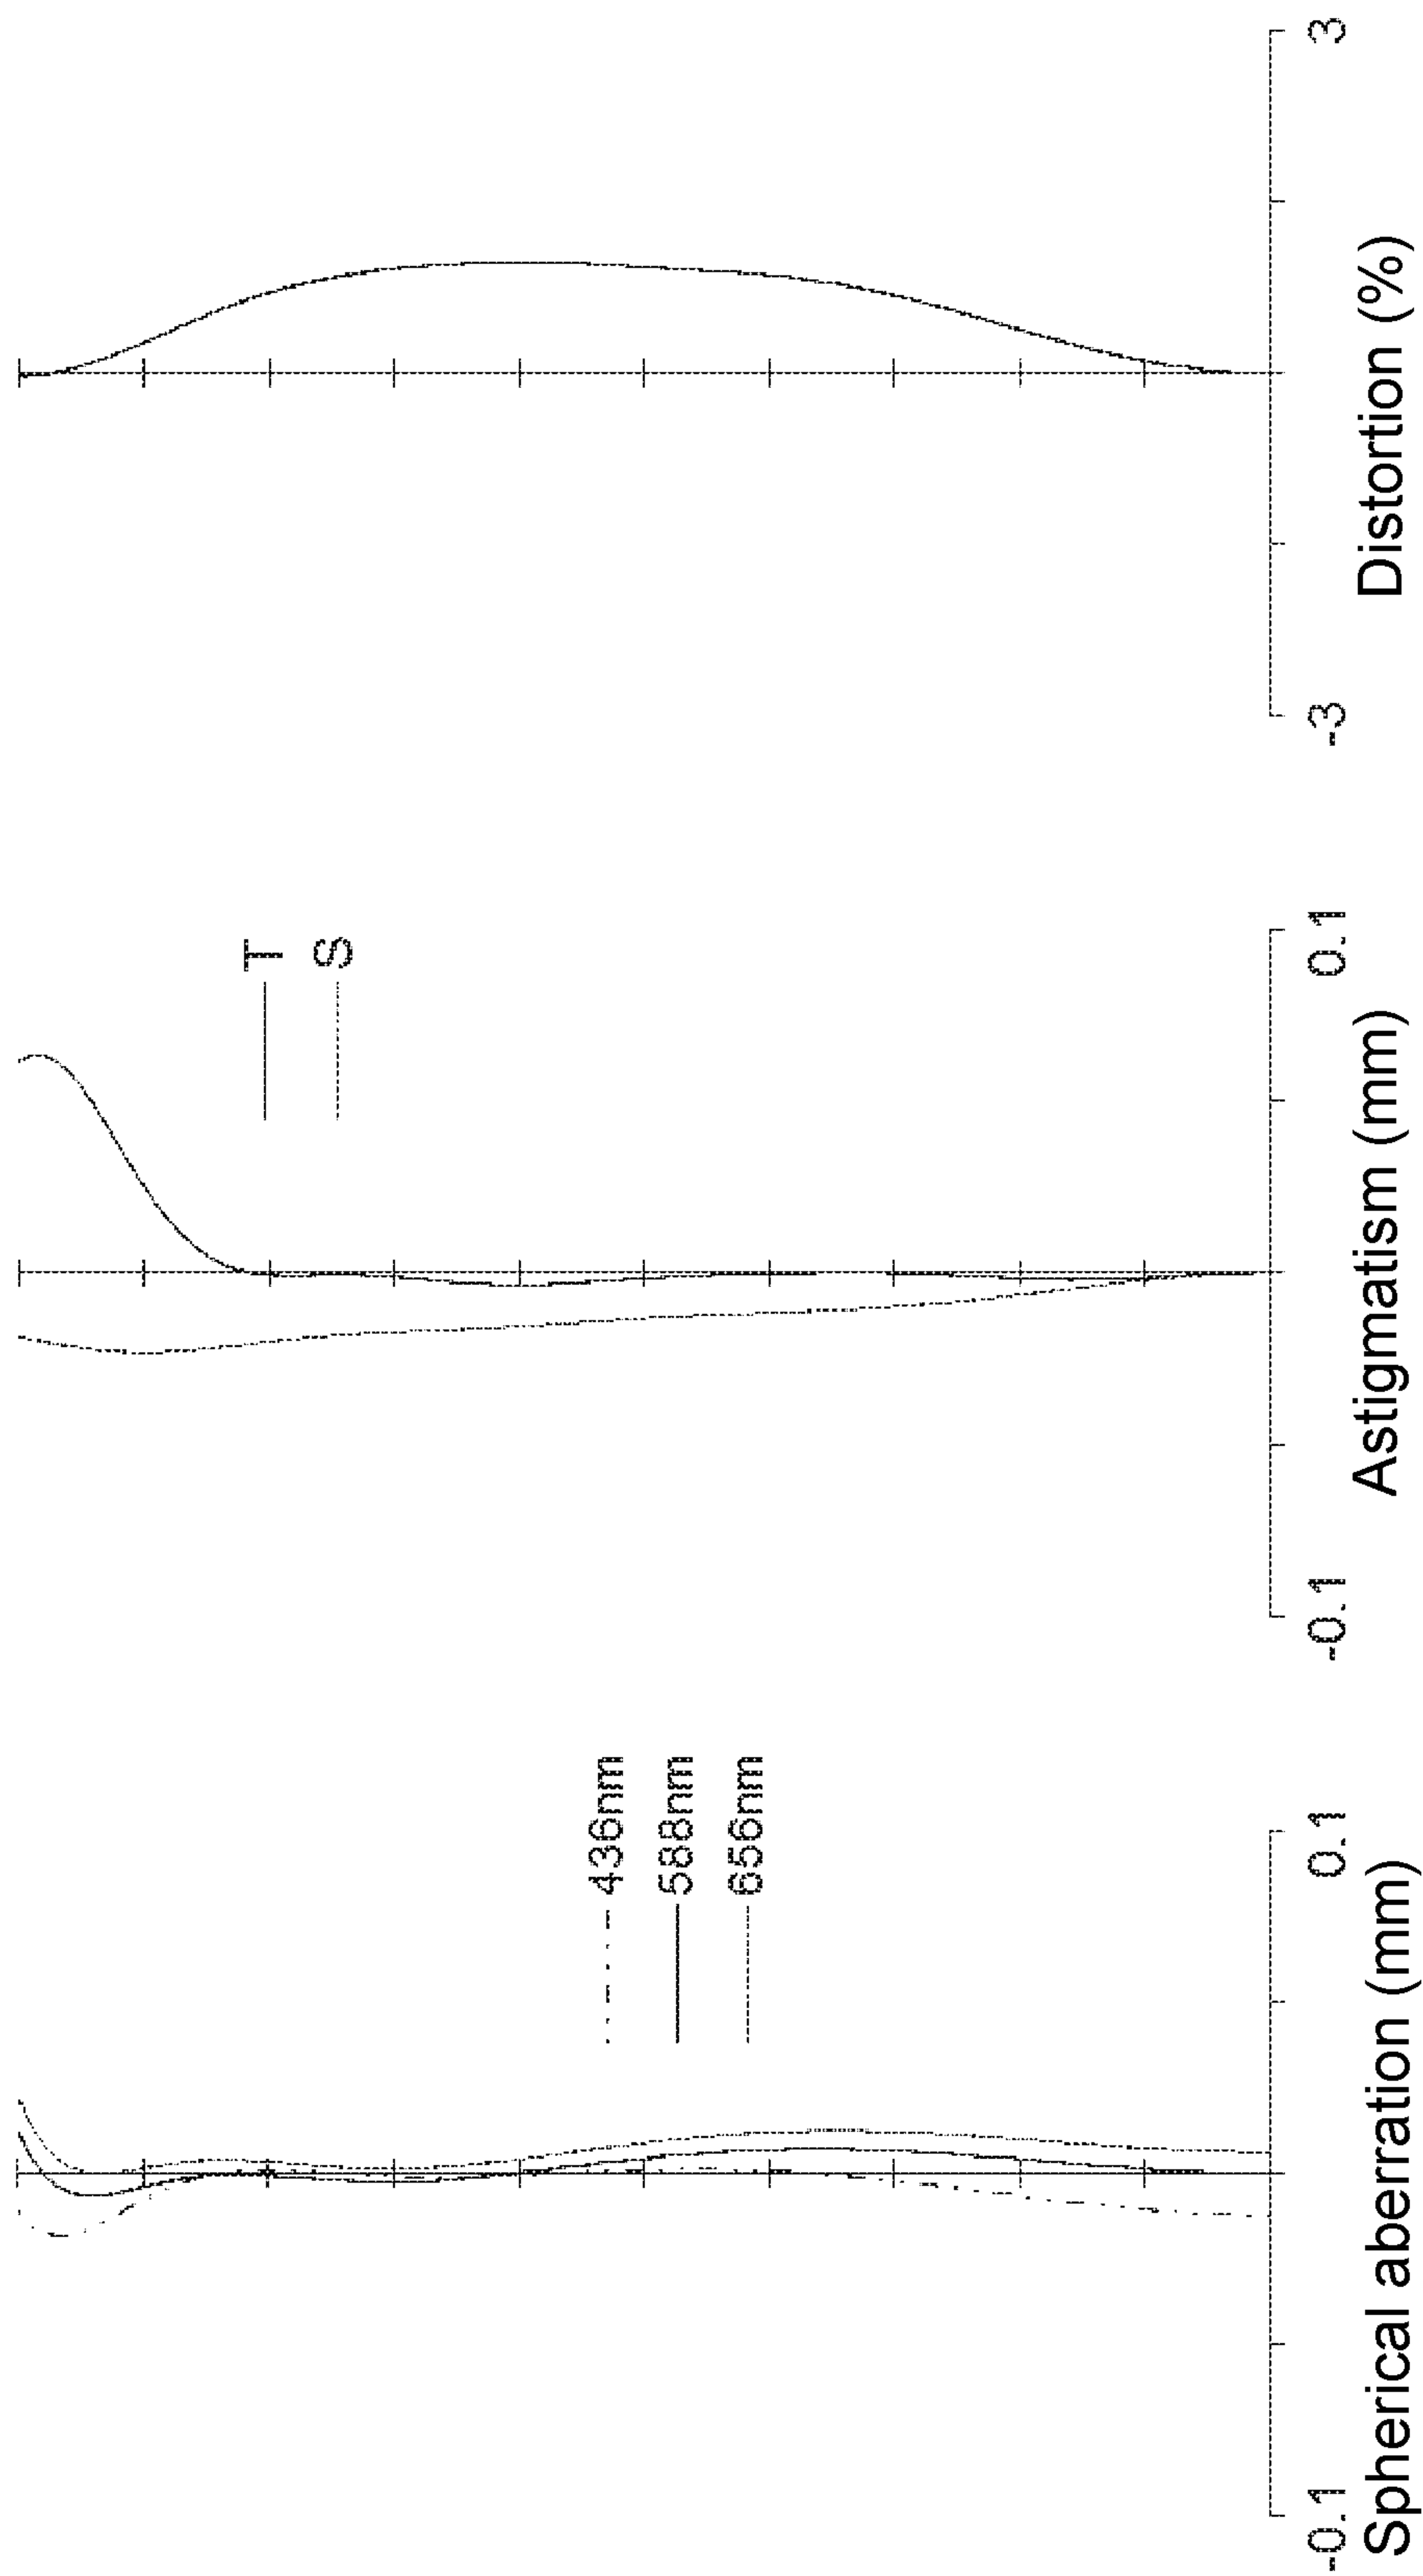 436nm
588nm
656nm
-0.1
0.1
Spherical aberration (mm)
T
S
-0.1
0.1
Astigmatism (mm)
-3
3
Distortion (%)